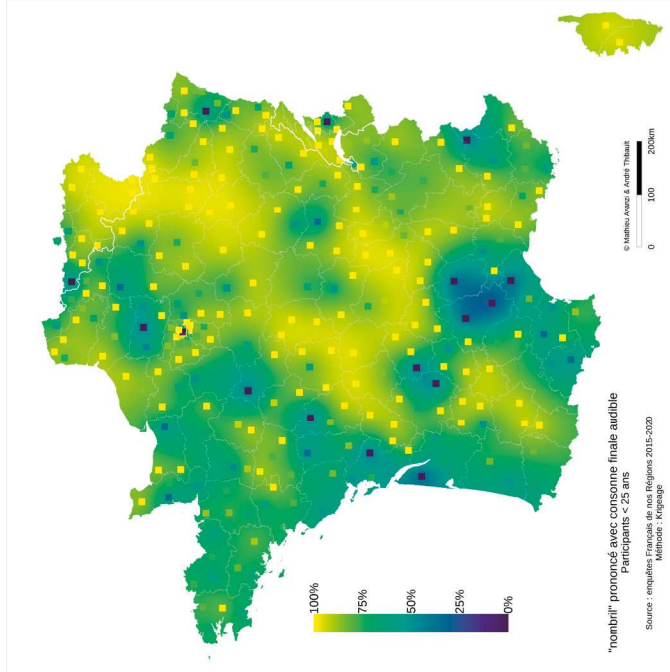 "nombril" prononcé avec consonne finale audible
Participants < 25 ans
Source : enquêtes Français de nos Régions 2015-2020
Méthode : Krigeage
100%
75%
50%
25%
0%
© Mathieu Avanzi & André Thibault
0 100 200km